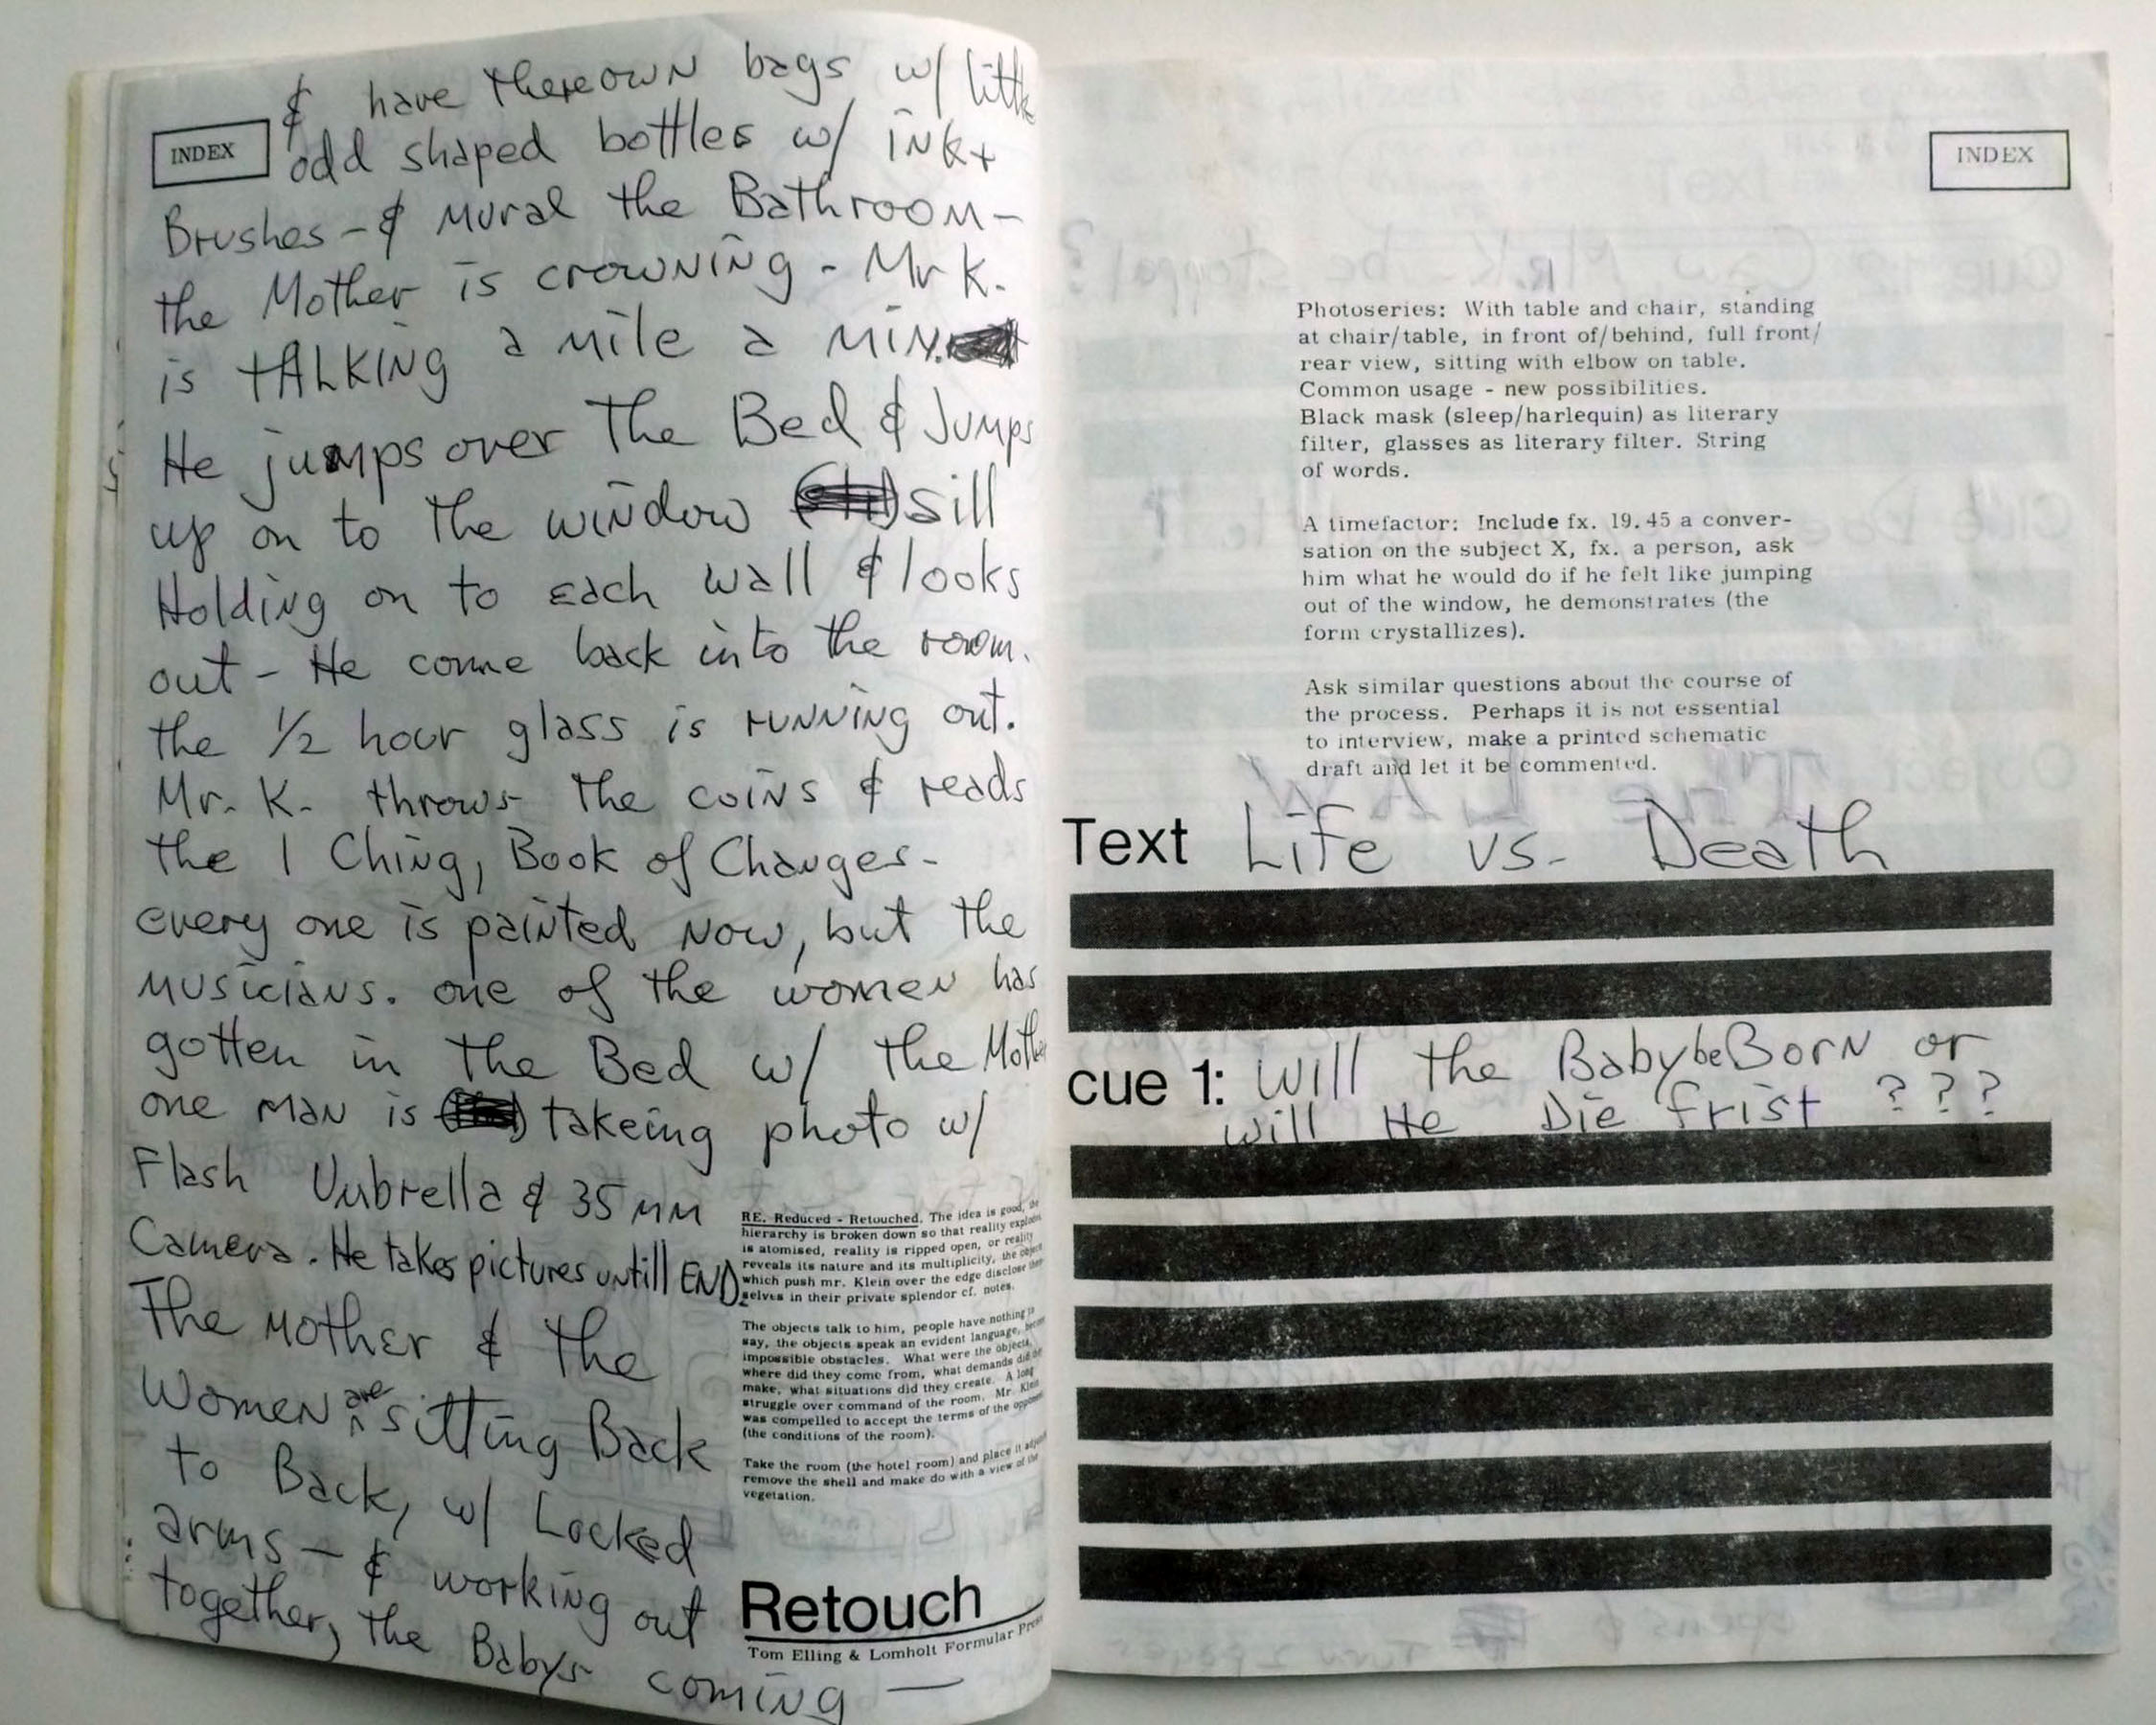 INDEX
& have thereown bags w/ little
odd shaped bottles w/ ink+
Brushes - & mural the Bathroom -
the Mother is crowning - Mr K.
is tALKING a mile a min.
He jumps over the Bed & Jumps
up on to the window sill
Holding on to each wall & looks
out - He come back into the room.
the 1/2 hour glass is running out.
Mr. K. throws the coins & reads
the I Ching, Book of Changes -
every one is painted now, but the
musicians. one of the women has
gotten in the Bed w/ the Mother
one man is takeing photo w/
Flash Umbrella & 35 mm
Camera. He takes pictures untill END.
The mother & the
Women are sitting Back
to Back, w/ Locked
arms - & working out
together, the Babys coming —
RE. Reduced - Retouched. The idea is good, the
hierarchy is broken down so that reality explodes
is atomised, reality is ripped open, or reality
reveals its nature and its multiplicity, the objects
which push mr. Klein over the edge disclose them-
selves in their private splendor cf. notes.
The objects talk to him, people have nothing to
say, the objects speak an evident language,
impossible obstacles. What were the objects,
where did they come from, what demands did they
make, what situations did they create. A long
struggle over command of the room. Mr. Klein
was compelled to accept the terms of the opponent
(the conditions of the room).
Take the room (the hotel room) and place it
remove the shell and make do with a view of the
vegetation.
Retouch
Tom Elling & Lomholt Formular Press
INDEX
Photoseries: With table and chair, standing
at chair/table, in front of/behind, full front/
rear view, sitting with elbow on table.
Common usage - new possibilities.
Black mask (sleep/harlequin) as literary
filter, glasses as literary filter. String
of words.
A timefactor: Include fx. 19.45 a conver-
sation on the subject X, fx. a person, ask
him what he would do if he felt like jumping
out of the window, he demonstrates (the
form crystallizes).
Ask similar questions about the course of
the process. Perhaps it is not essential
to interview, make a printed schematic
draft and let it be commented.
Text Life vs. Death
cue 1: Will the Baby be Born or
will He Die frist ???